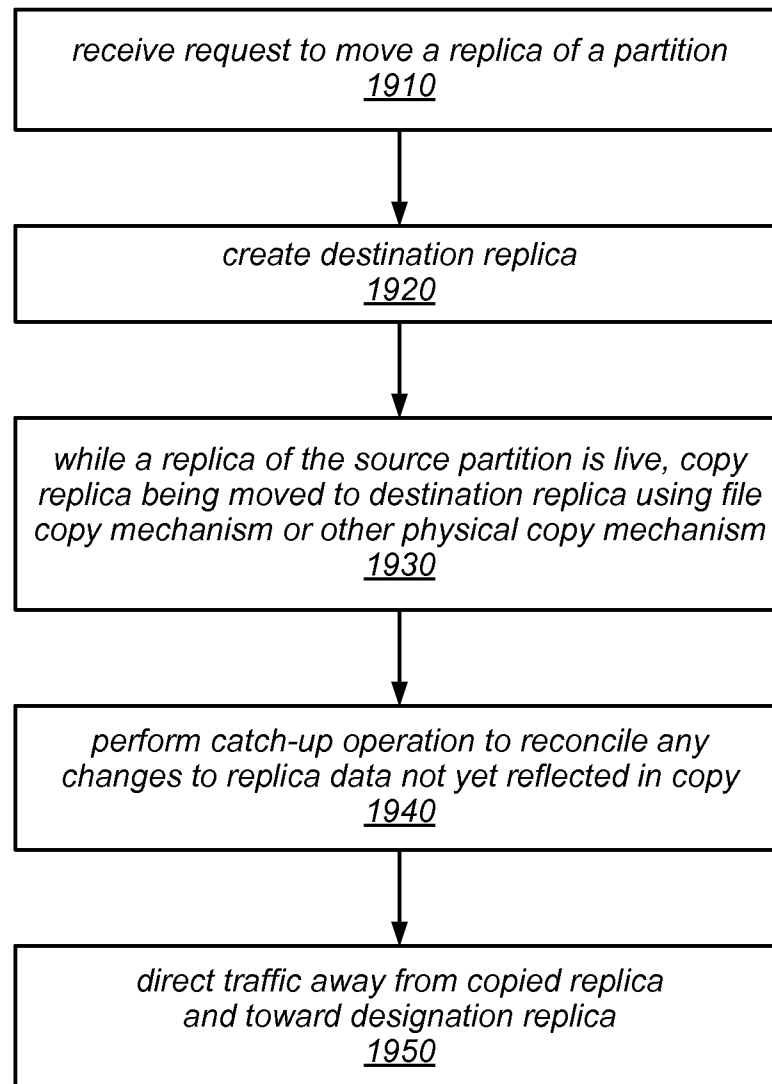 receive request to move a replica of a partition
1910
create destination replica
1920
while a replica of the source partition is live, copy
replica being moved to destination replica using file
copy mechanism or other physical copy mechanism
1930
perform catch-up operation to reconcile any
changes to replica data not yet reflected in copy
1940
direct traffic away from copied replica
and toward designation replica
1950